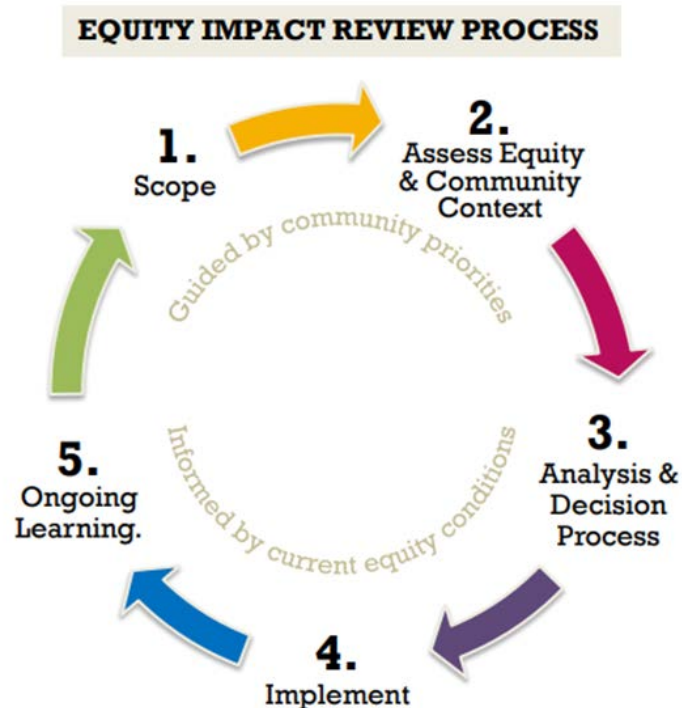 EQUITY IMPACT REVIEW PROCESS
1.
Scope
2.
Assess Equity
& Community
Context
Guided by community priorities
3.
Analysis &
Decision
Process
Informed by current equity conditions
5.
Ongoing
Learning.
4.
Implement